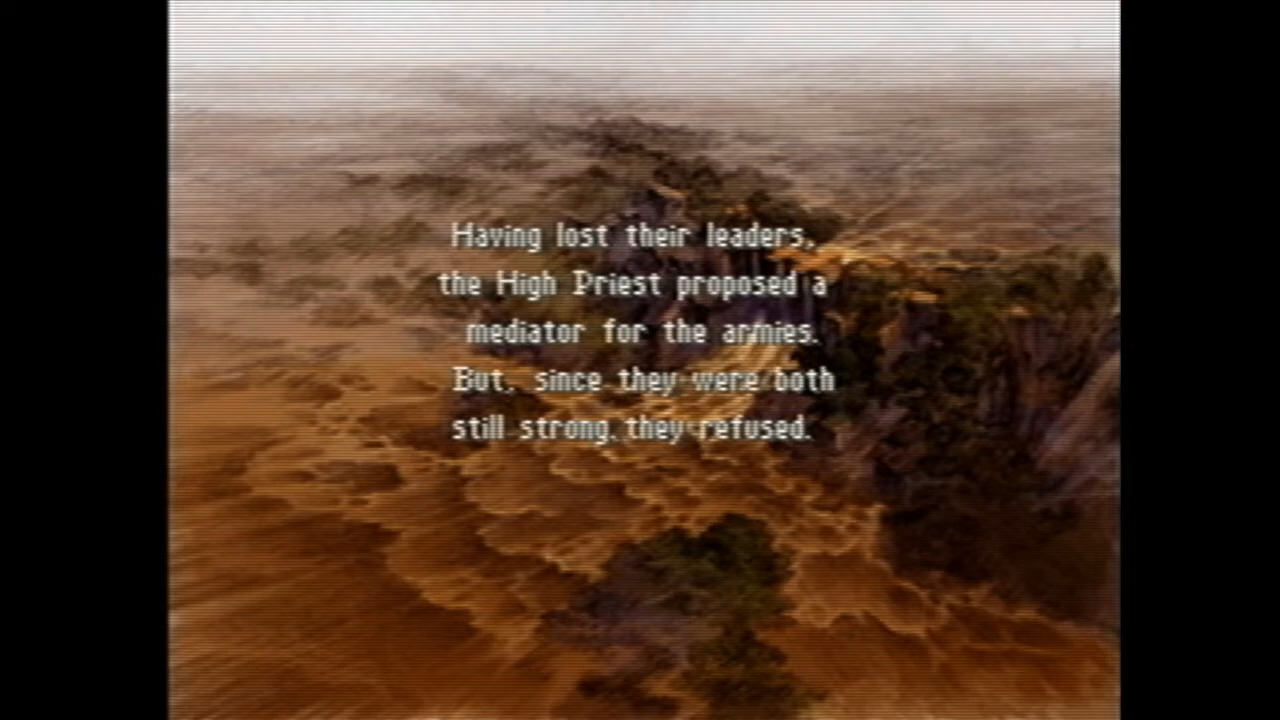 Having lost their leaders,
the High Priest proposed a
mediator for the armies.
But, since they were both
still strong, they refused.